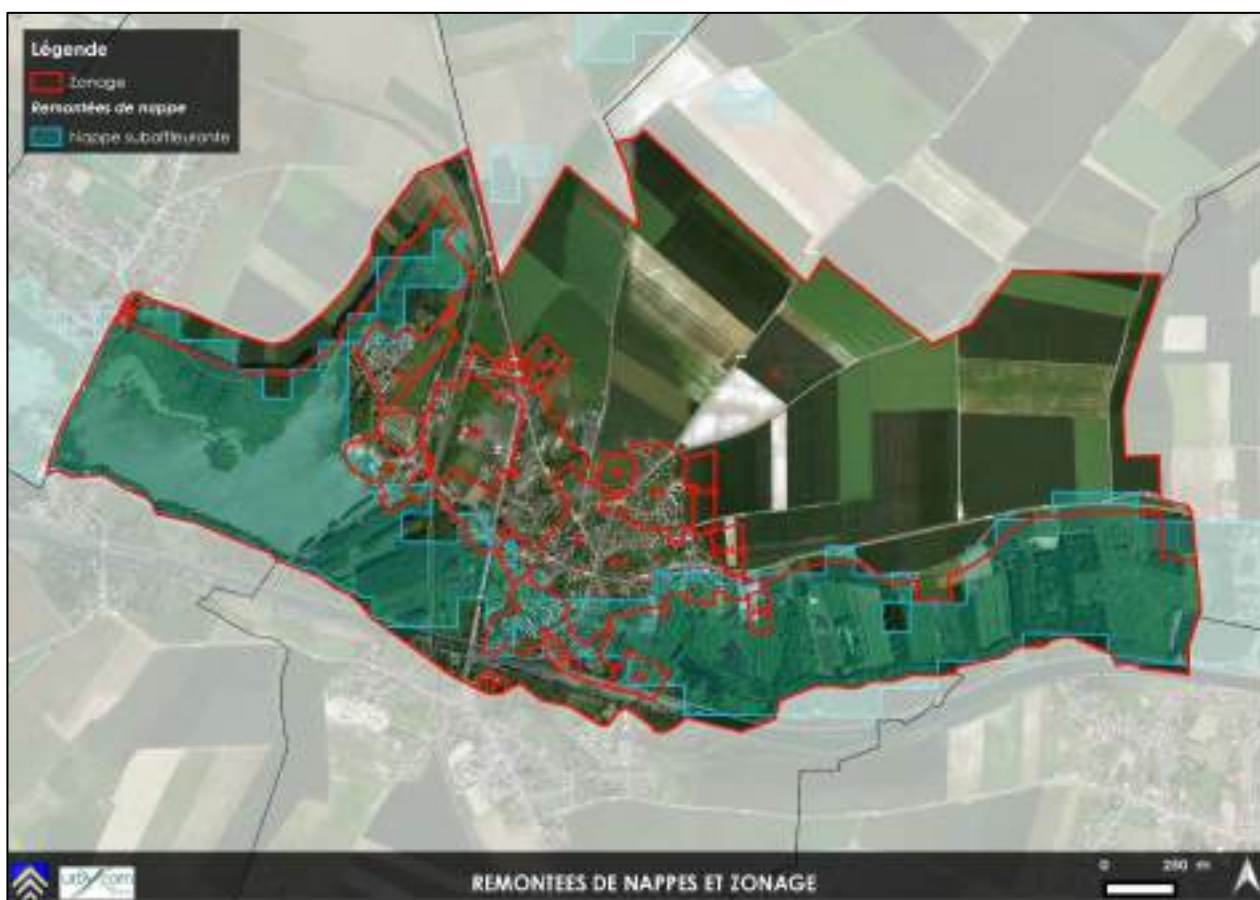 Légende
Zonage
Remontées de nappe
Nappe subaffleurante
REMONTEES DE NAPPES ET ZONAGE
0 250 m